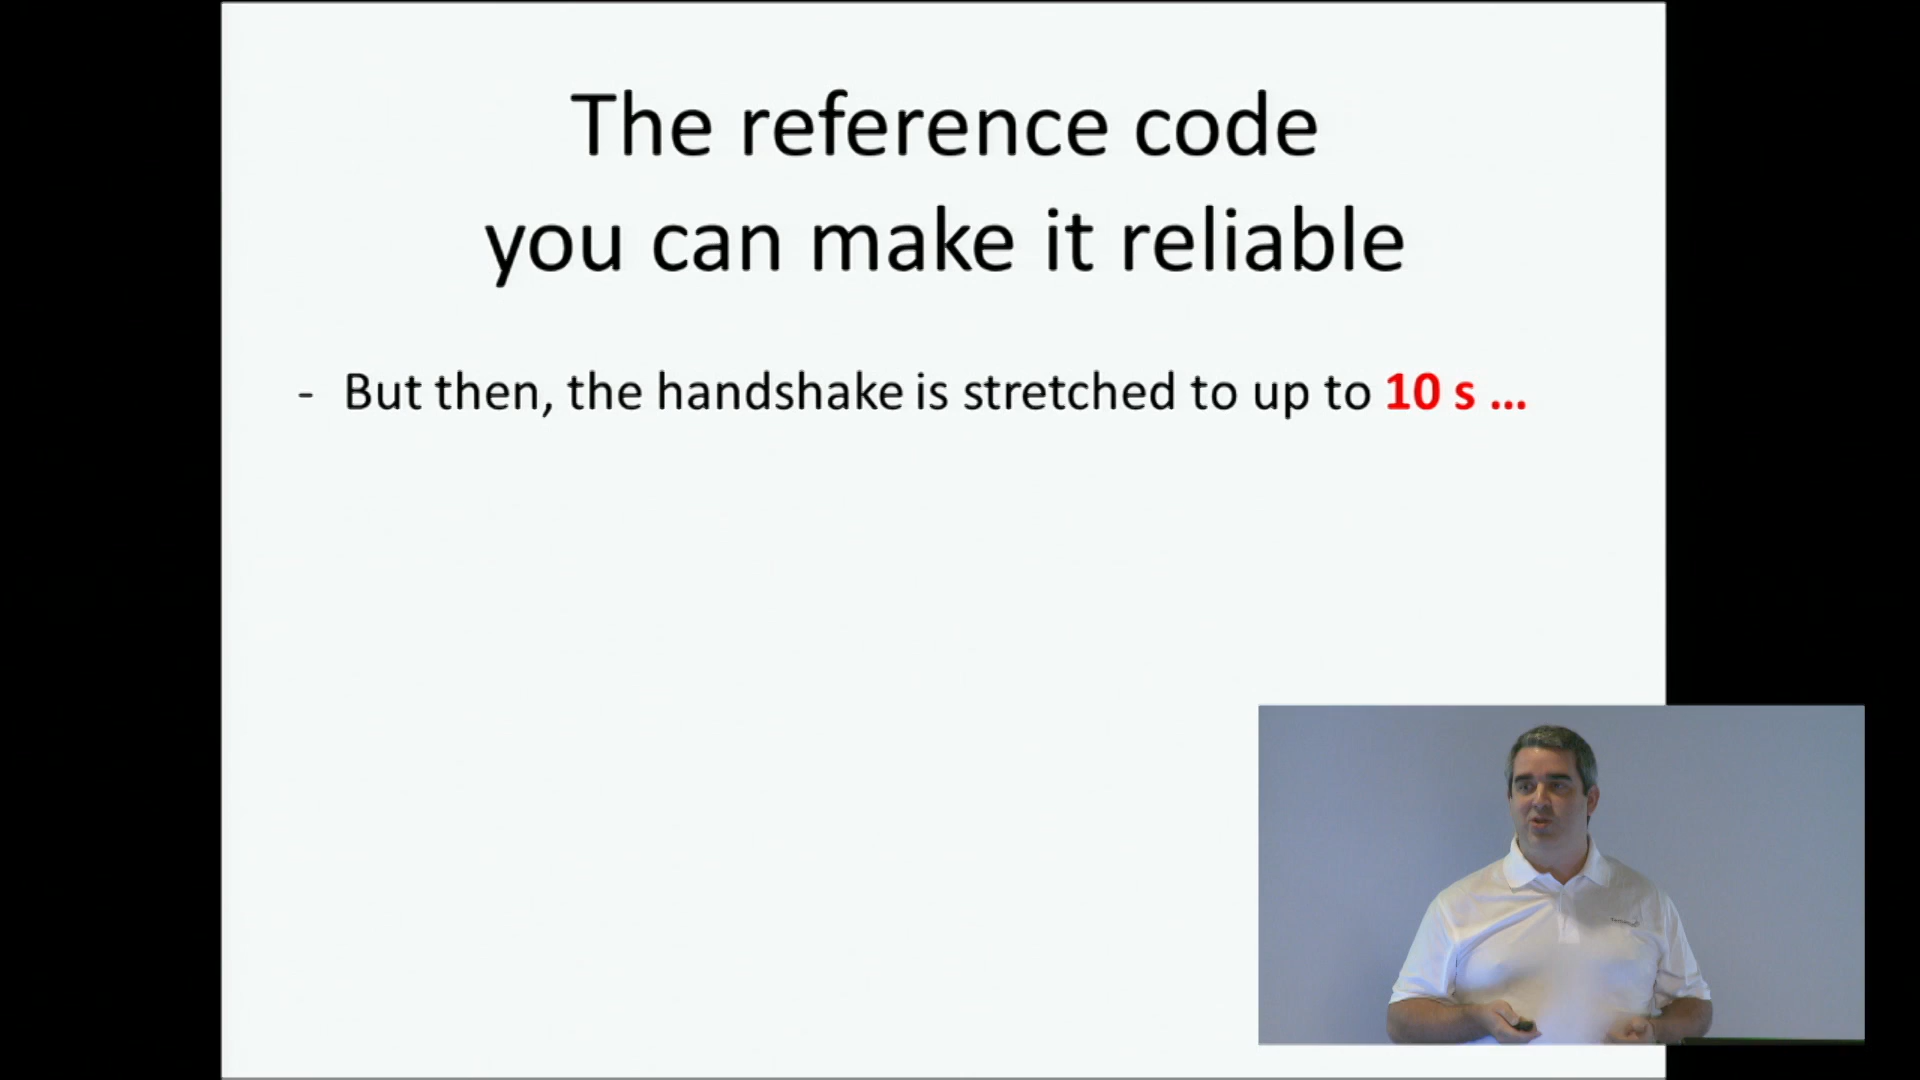 The reference code
you can make it reliable
- But then, the handshake is stretched to up to 10 s ...